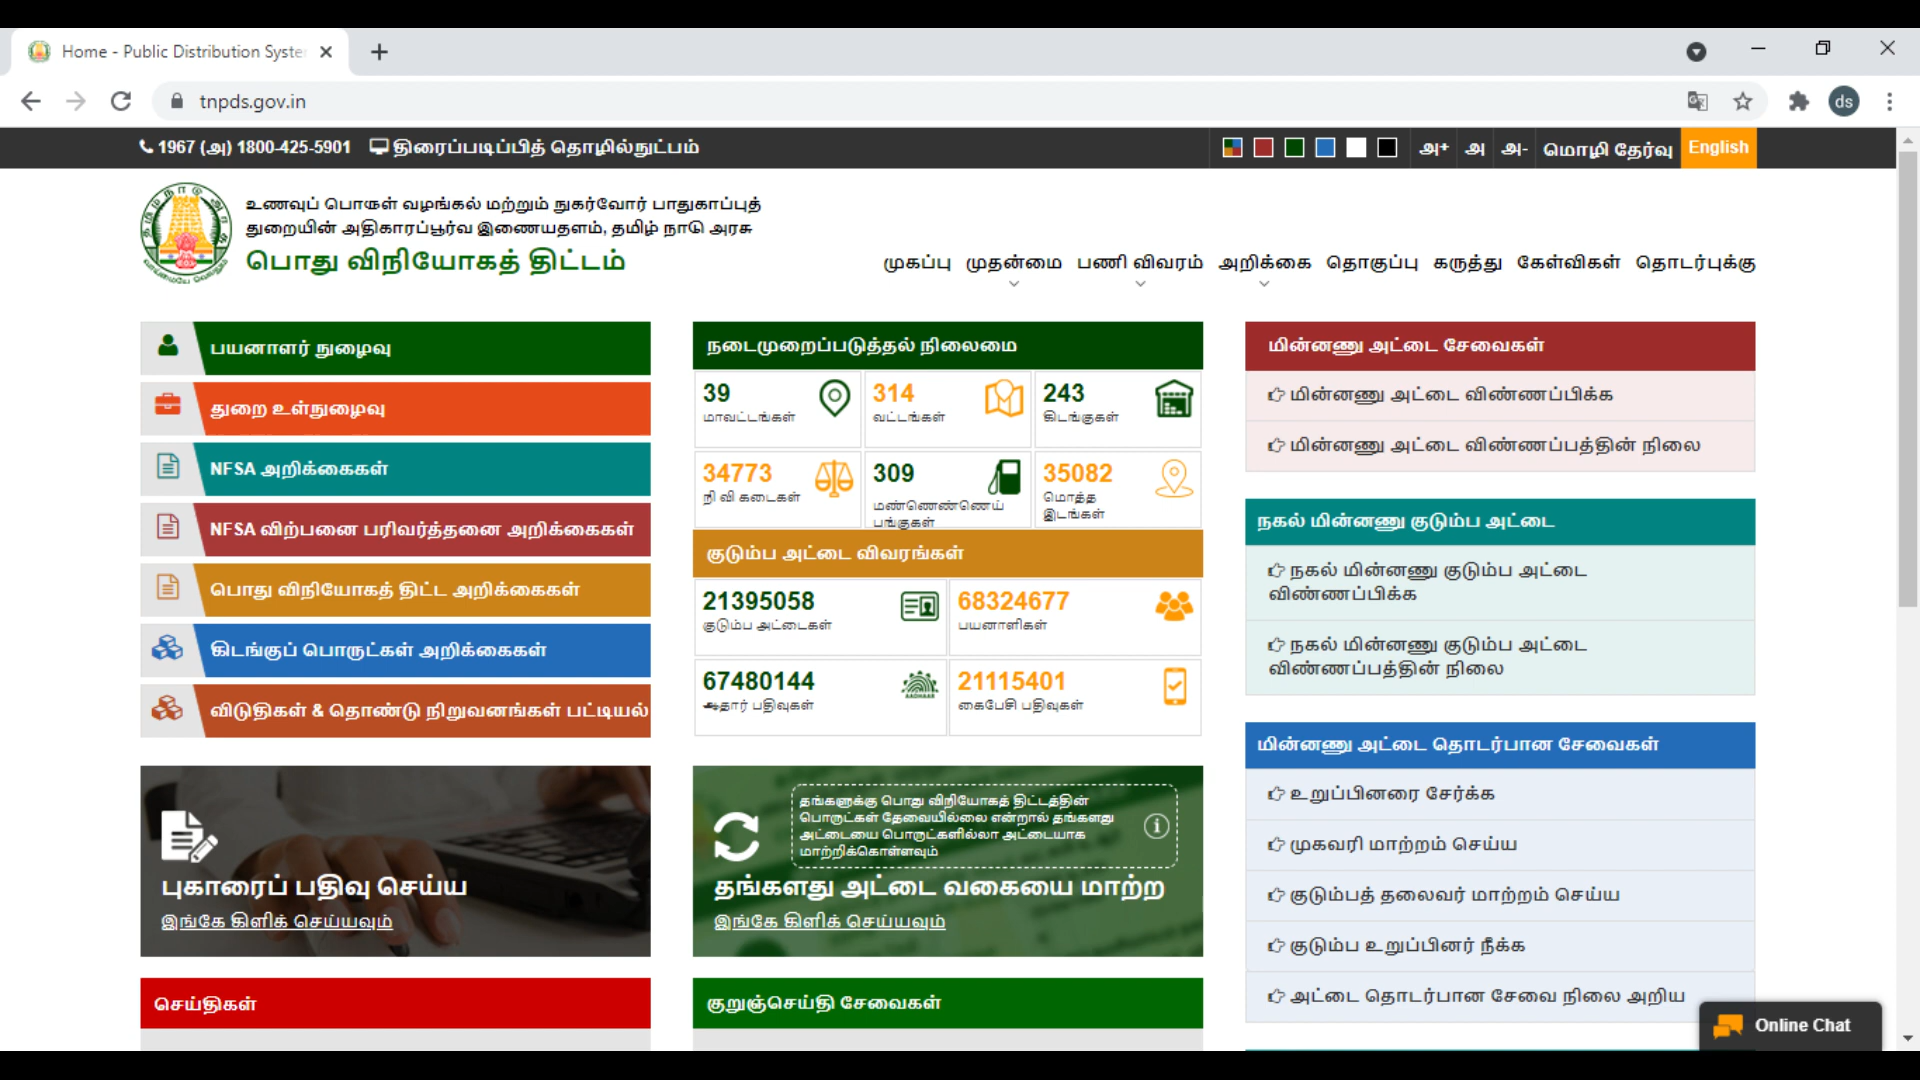 Home - Public Distribution Syste
tnpds.gov.in
ds
1967 (அ) 1800-425-5901 திரைப்படிப்பித் தொழில்நுட்பம்
அ+ அ அ- மொழி தேர்வு English
உணவுப் பொருள் வழங்கல் மற்றும் நுகர்வோர் பாதுகாப்புத்
துறையின் அதிகாரப்பூர்வ இணையதளம், தமிழ் நாடு அரசு
பொது விநியோகத் திட்டம்
முகப்பு முதன்மை பணி விவரம் அறிக்கை தொகுப்பு கருத்து கேள்விகள் தொடர்புக்கு
பயனாளர் நுழைவு
துறை உள்நுழைவு
NFSA அறிக்கைகள்
NFSA விற்பனை பரிவர்த்தனை அறிக்கைகள்
பொது விநியோகத் திட்ட அறிக்கைகள்
கிடங்குப் பொருட்கள் அறிக்கைகள்
விடுதிகள் & தொண்டு நிறுவனங்கள் பட்டியல்
புகாரைப் பதிவு செய்ய
இங்கே கிளிக் செய்யவும்
செய்திகள்
நடைமுறைப்படுத்தல் நிலைமை
39
மாவட்டங்கள்
314
வட்டங்கள்
243
கிடங்குகள்
34773
நி வி கடைகள்
309
மண்ணெண்ணெய்
பங்குகள்
35082
மொத்த
இடங்கள்
குடும்ப அட்டை விவரங்கள்
21395058
குடும்ப அட்டைகள்
68324677
பயனாளிகள்
67480144
ஆதார் பதிவுகள்
AADHAAR
21115401
கைபேசி பதிவுகள்
தங்களுக்கு பொது விநியோகத் திட்டத்தின்
பொருட்கள் தேவையில்லை என்றால் தங்களது
அட்டையை பொருட்களில்லா அட்டையாக
மாற்றிக்கொள்ளவும்
தங்களது அட்டை வகையை மாற்ற
இங்கே கிளிக் செய்யவும்
குறுஞ்செய்தி சேவைகள்
மின்னணு அட்டை சேவைகள்
மின்னணு அட்டை விண்ணப்பிக்க
மின்னணு அட்டை விண்ணப்பத்தின் நிலை
நகல் மின்னணு குடும்ப அட்டை
நகல் மின்னணு குடும்ப அட்டை
விண்ணப்பிக்க
நகல் மின்னணு குடும்ப அட்டை
விண்ணப்பத்தின் நிலை
மின்னணு அட்டை தொடர்பான சேவைகள்
உறுப்பினரை சேர்க்க
முகவரி மாற்றம் செய்ய
குடும்பத் தலைவர் மாற்றம் செய்ய
குடும்ப உறுப்பினர் நீக்க
அட்டை தொடர்பான சேவை நிலை அறிய
Online Chat